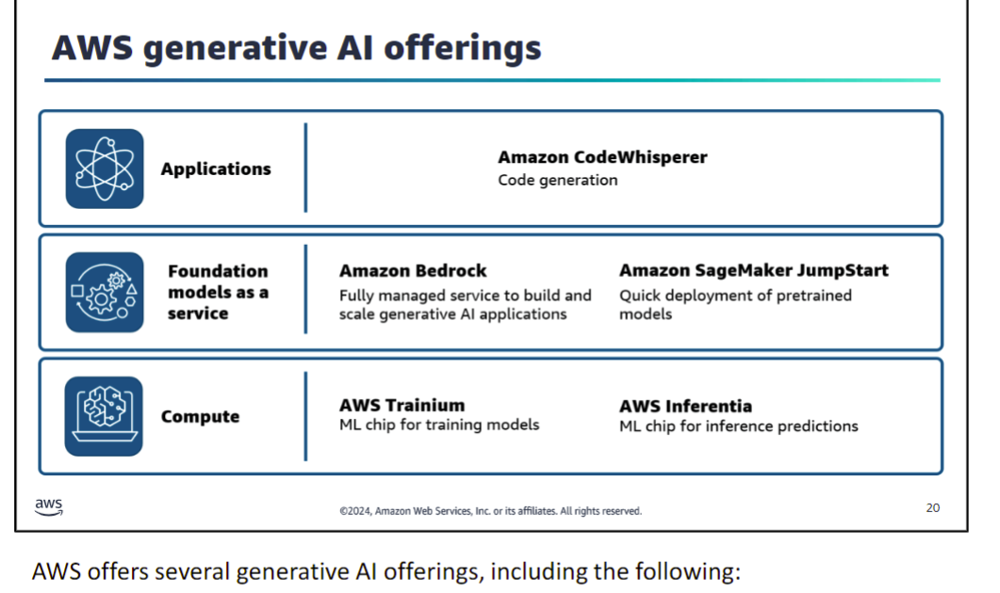 AWS generative AI offerings
Applications
Amazon CodeWhisperer
Code generation
Foundation
models as a
service
Amazon Bedrock
Fully managed service to build and
scale generative AI applications
Amazon SageMaker JumpStart
Quick deployment of pretrained
models
Compute
AWS Trainium
ML chip for training models
AWS Inferentia
ML chip for inference predictions
aws
©2024, Amazon Web Services, Inc. or its affiliates. All rights reserved.
20
AWS offers several generative AI offerings, including the following: